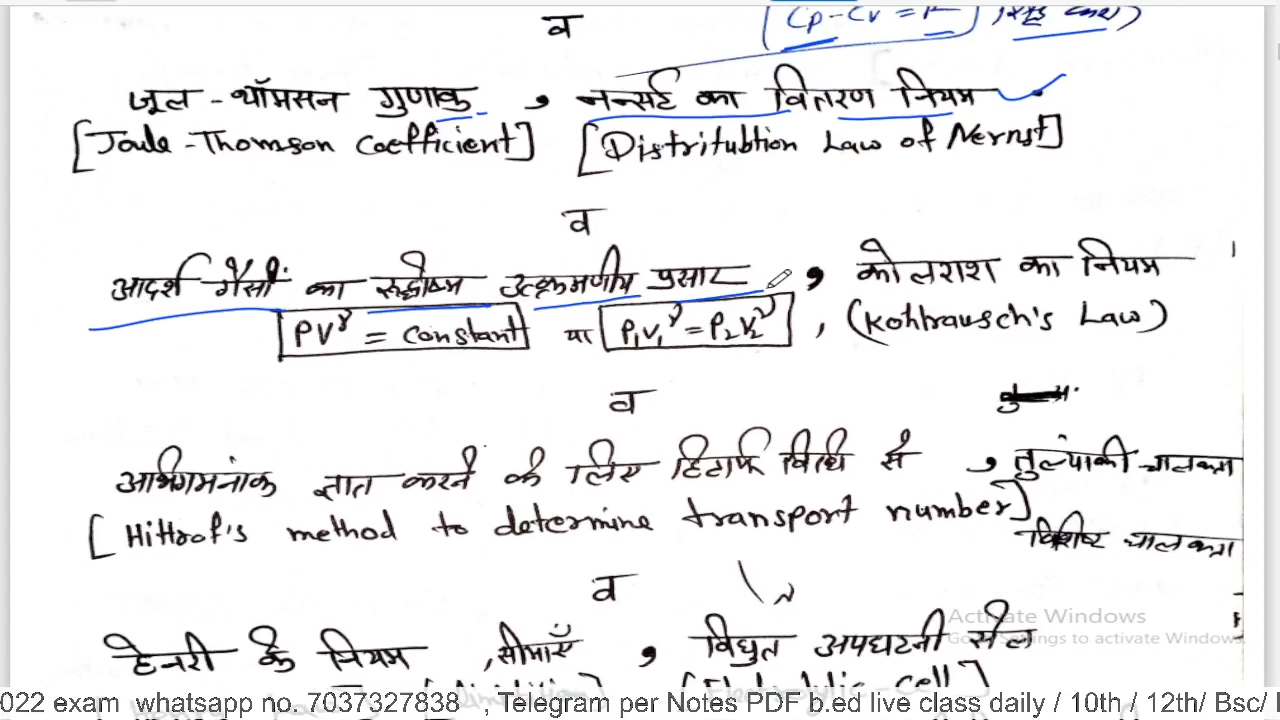 व [Cp-Cv = R]
जूल - थॉमसन गुणांक , नर्न्सट का वितरण नियम
[Joule - Thomson Coefficient] [Distritubtion Law of Nernst]
व
आदर्श गैसों का रूद्धोष्म उत्क्रमणीय प्रसार , कोलराश का नियम
PVᵞ = constant या P₁V₁ᵞ = P₂V₂ᵞ , (Kohlrausch's Law)
व
अभिगमनांक ज्ञात करने के लिए हिटार्फ विधि से , तुल्यांकी चालकता
[Hittrof's method to determine transport number] विशिष्ट चालकता
व
हेनरी के नियम , सीमाएँ , विधुत अपघटनी सेल
Activate Windows
Go to Settings to activate Windows
022 exam whatsapp no. 7037327838 , Telegram per Notes PDF b.ed live class daily / 10th / 12th/ Bsc/